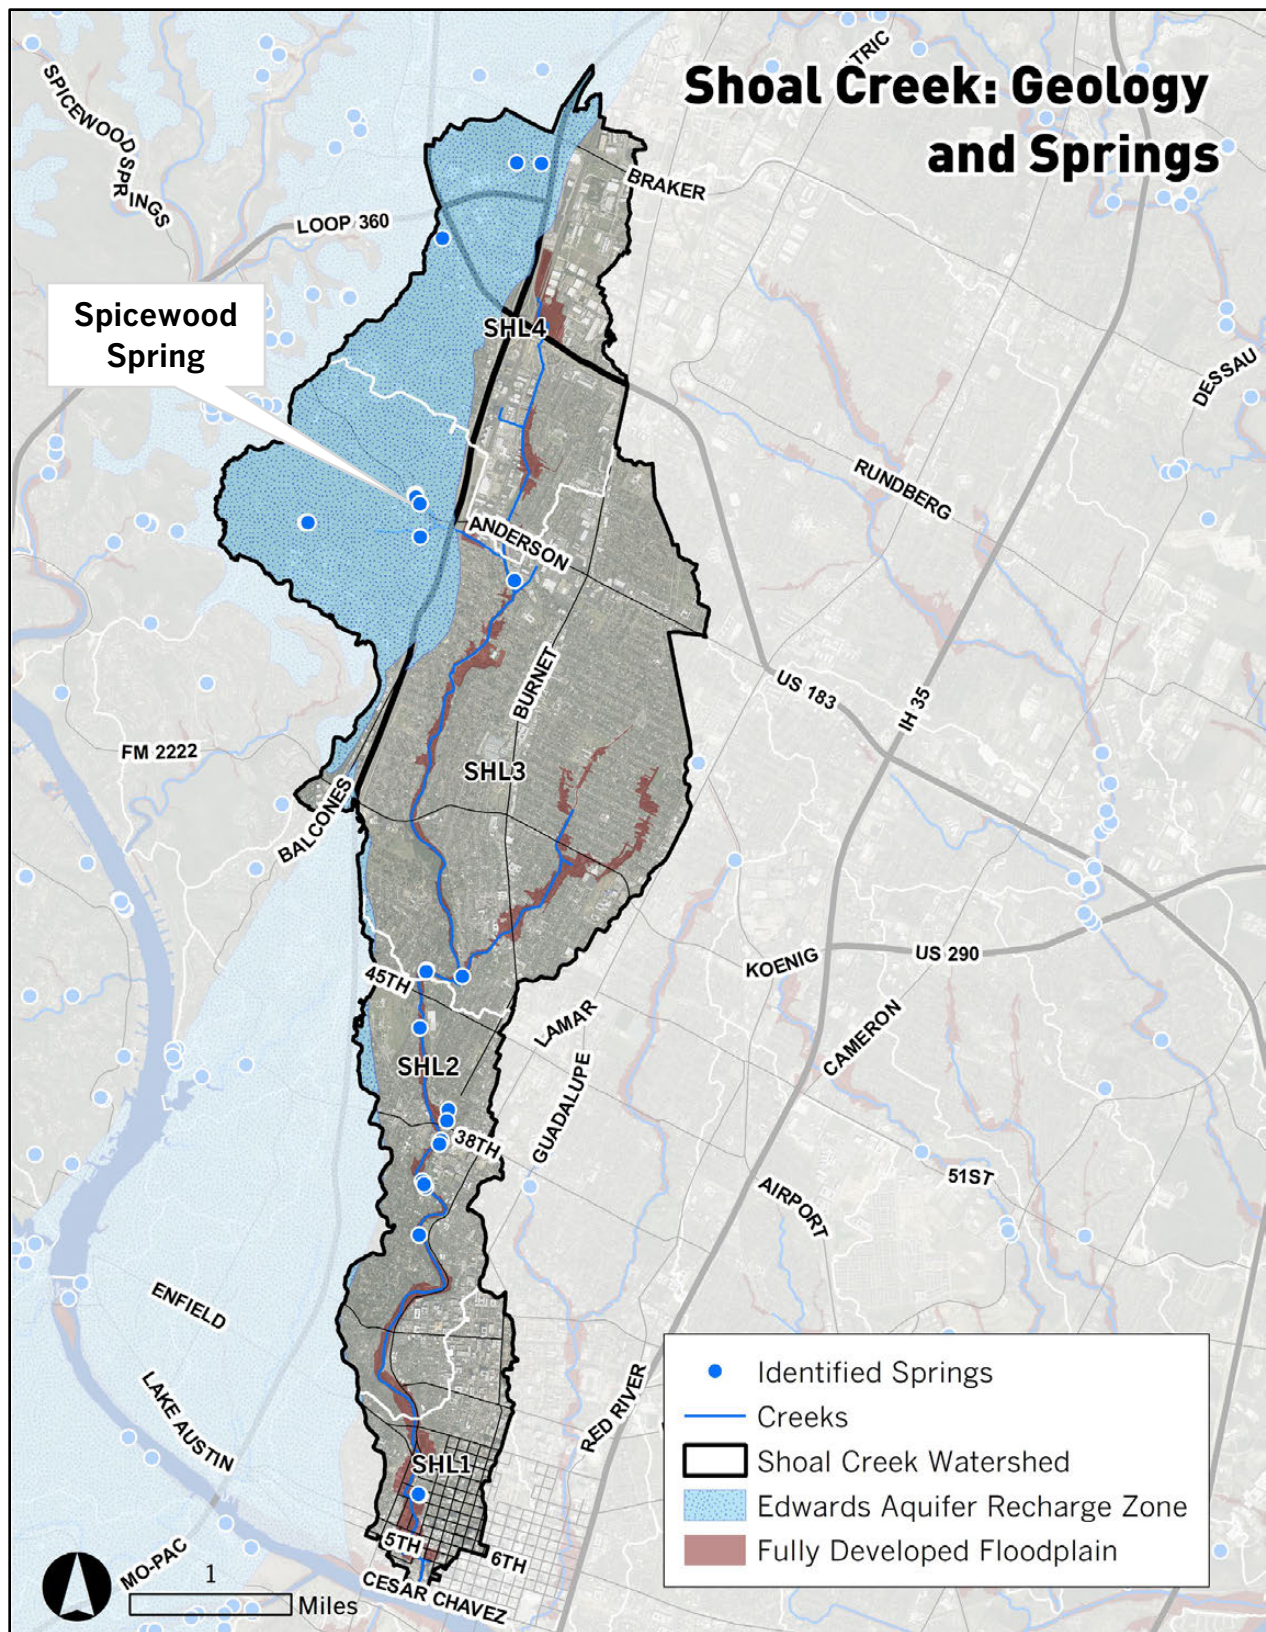 Shoal Creek: Geology
and Springs
TRIC
BRAKER
SPICEWOOD SPRINGS
LOOP 360
Spicewood
Spring
SHL4
DESSAU
RUNDBERG
ANDERSON
BURNET
US 183
IH 35
FM 2222
SHL3
BALCONES
KOENIG
US 290
45TH
LAMAR
CAMERON
SHL2
GUADALUPE
38TH
51ST
AIRPORT
ENFIELD
LAKE AUSTIN
RED RIVER
SHL1
5TH
6TH
MO-PAC
CESAR CHAVEZ
1
Miles
Identified Springs
Creeks
Shoal Creek Watershed
Edwards Aquifer Recharge Zone
Fully Developed Floodplain